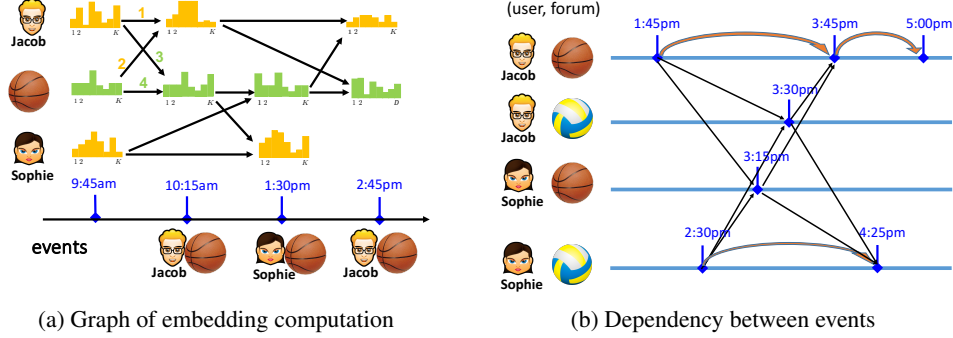 Jacob
1 2 K
1
1 2 K
1 2 K
2
3
4
1 2 K
1 2 K
1 2 K
1 2 D
Sophie
1 2 K
1 2 K
9:45am
10:15am
1:30pm
2:45pm
events
Jacob
Sophie
Jacob
(a) Graph of embedding computation
(user, forum)
1:45pm
3:45pm
5:00pm
Jacob
3:30pm
Jacob
3:15pm
Sophie
2:30pm
4:25pm
Sophie
(b) Dependency between events